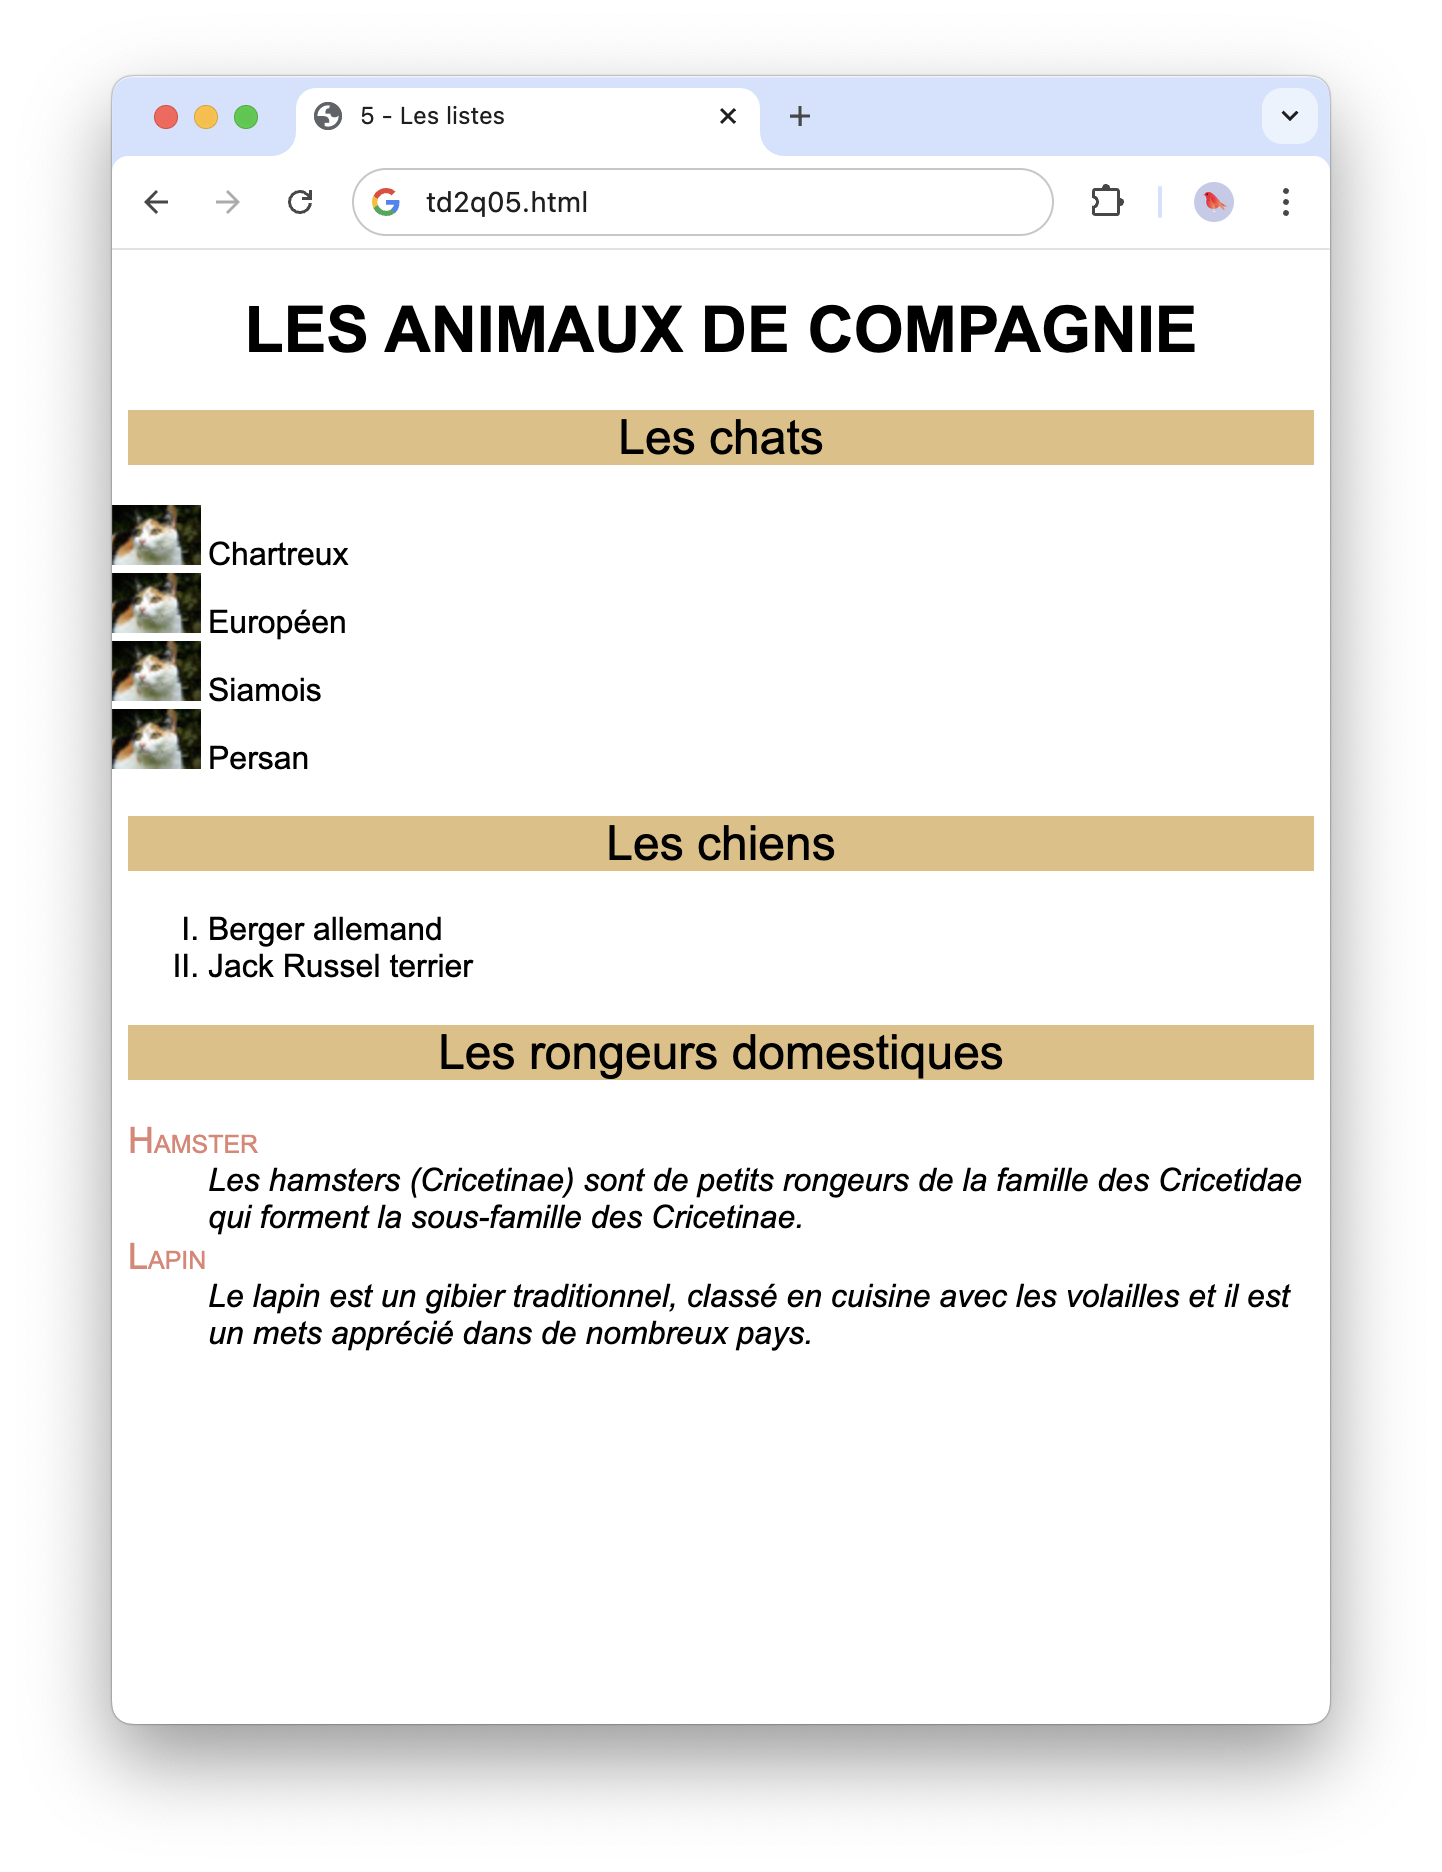 5 - Les listes
td2q05.html
LES ANIMAUX DE COMPAGNIE
Les chats
Chartreux
Européen
Siamois
Persan
Les chiens
I. Berger allemand
II. Jack Russel terrier
Les rongeurs domestiques
Hamster
Les hamsters (Cricetinae) sont de petits rongeurs de la famille des Cricetidae
qui forment la sous-famille des Cricetinae.
Lapin
Le lapin est un gibier traditionnel, classé en cuisine avec les volailles et il est
un mets apprécié dans de nombreux pays.